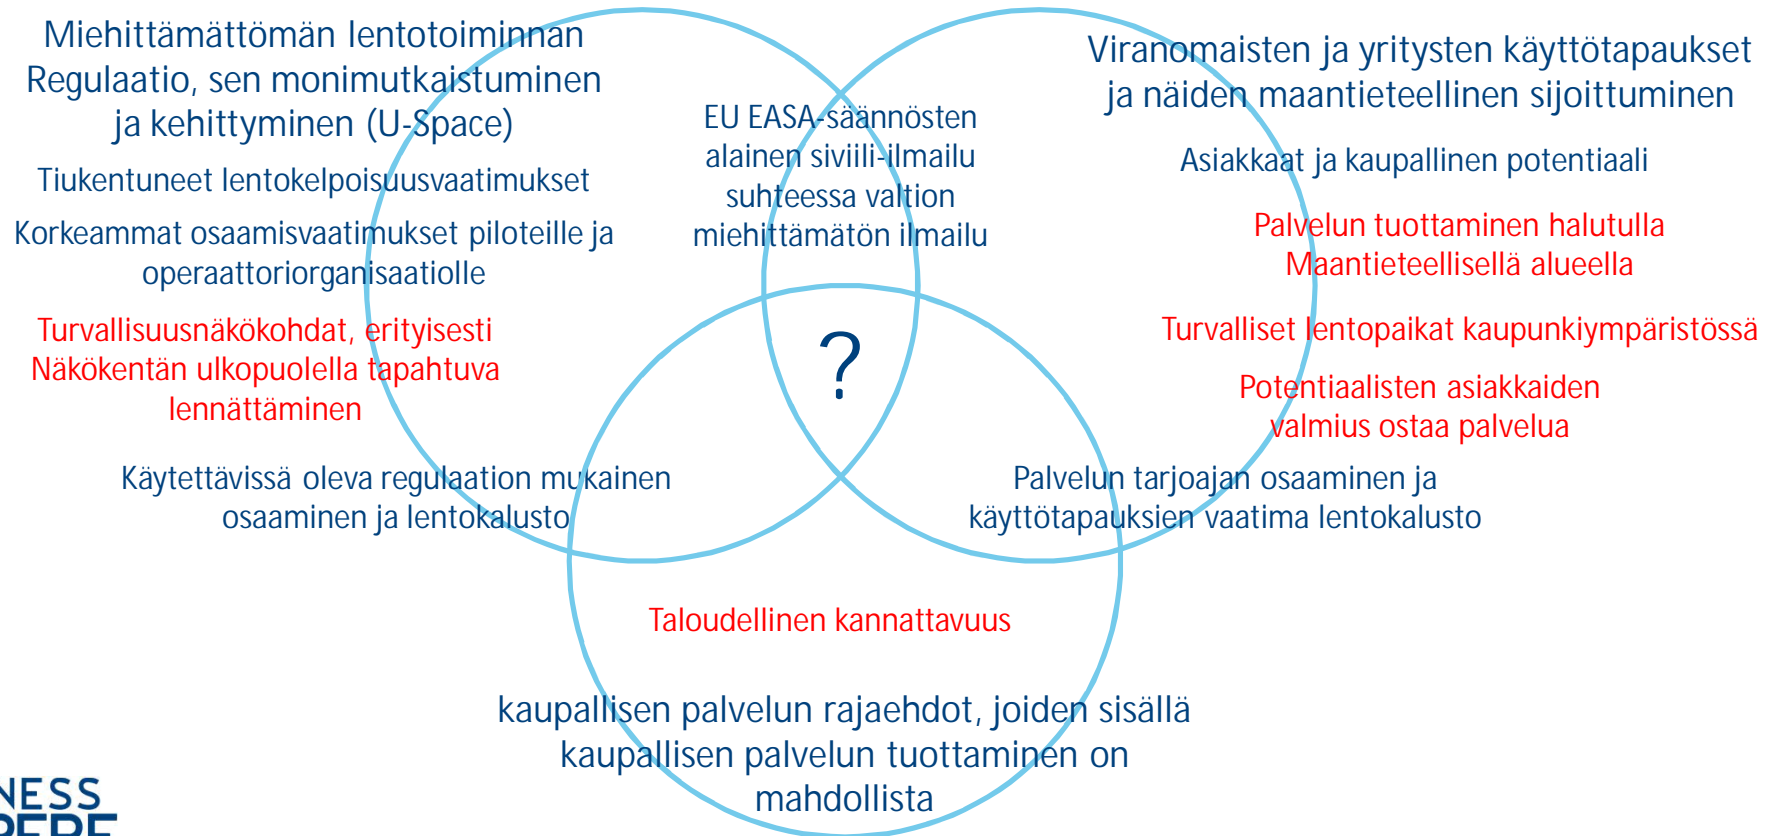 Miehittämättömän lentotoiminnan
Regulaatio, sen monimutkaistuminen
ja kehittyminen (U-Space)
Tiukentuneet lentokelpoisuusvaatimukset
Korkeammat osaamisvaatimukset piloteille ja
operaattoriorganisaatiolle
Turvallisuusnäkökohdat, erityisesti
Näkökentän ulkopuolella tapahtuva
lennättäminen
EU EASA-säännösten
alainen siviili-ilmailu
suhteessa valtion
miehittämätön ilmailu
Viranomaisten ja yritysten käyttötapaukset
ja näiden maantieteellinen sijoittuminen
Asiakkaat ja kaupallinen potentiaali
Palvelun tuottaminen halutulla
Maantieteellisellä alueella
Turvalliset lentopaikat kaupunkiympäristössä
Potentiaalisten asiakkaiden
valmius ostaa palvelua
?
Käytettävissä oleva regulaation mukainen
osaaminen ja lentokalusto
Palvelun tarjoajan osaaminen ja
käyttötapauksien vaatima lentokalusto
Taloudellinen kannattavuus
kaupallisen palvelun rajaehdot, joiden sisällä
kaupallisen palvelun tuottaminen on
mahdollista
NESS
PERE